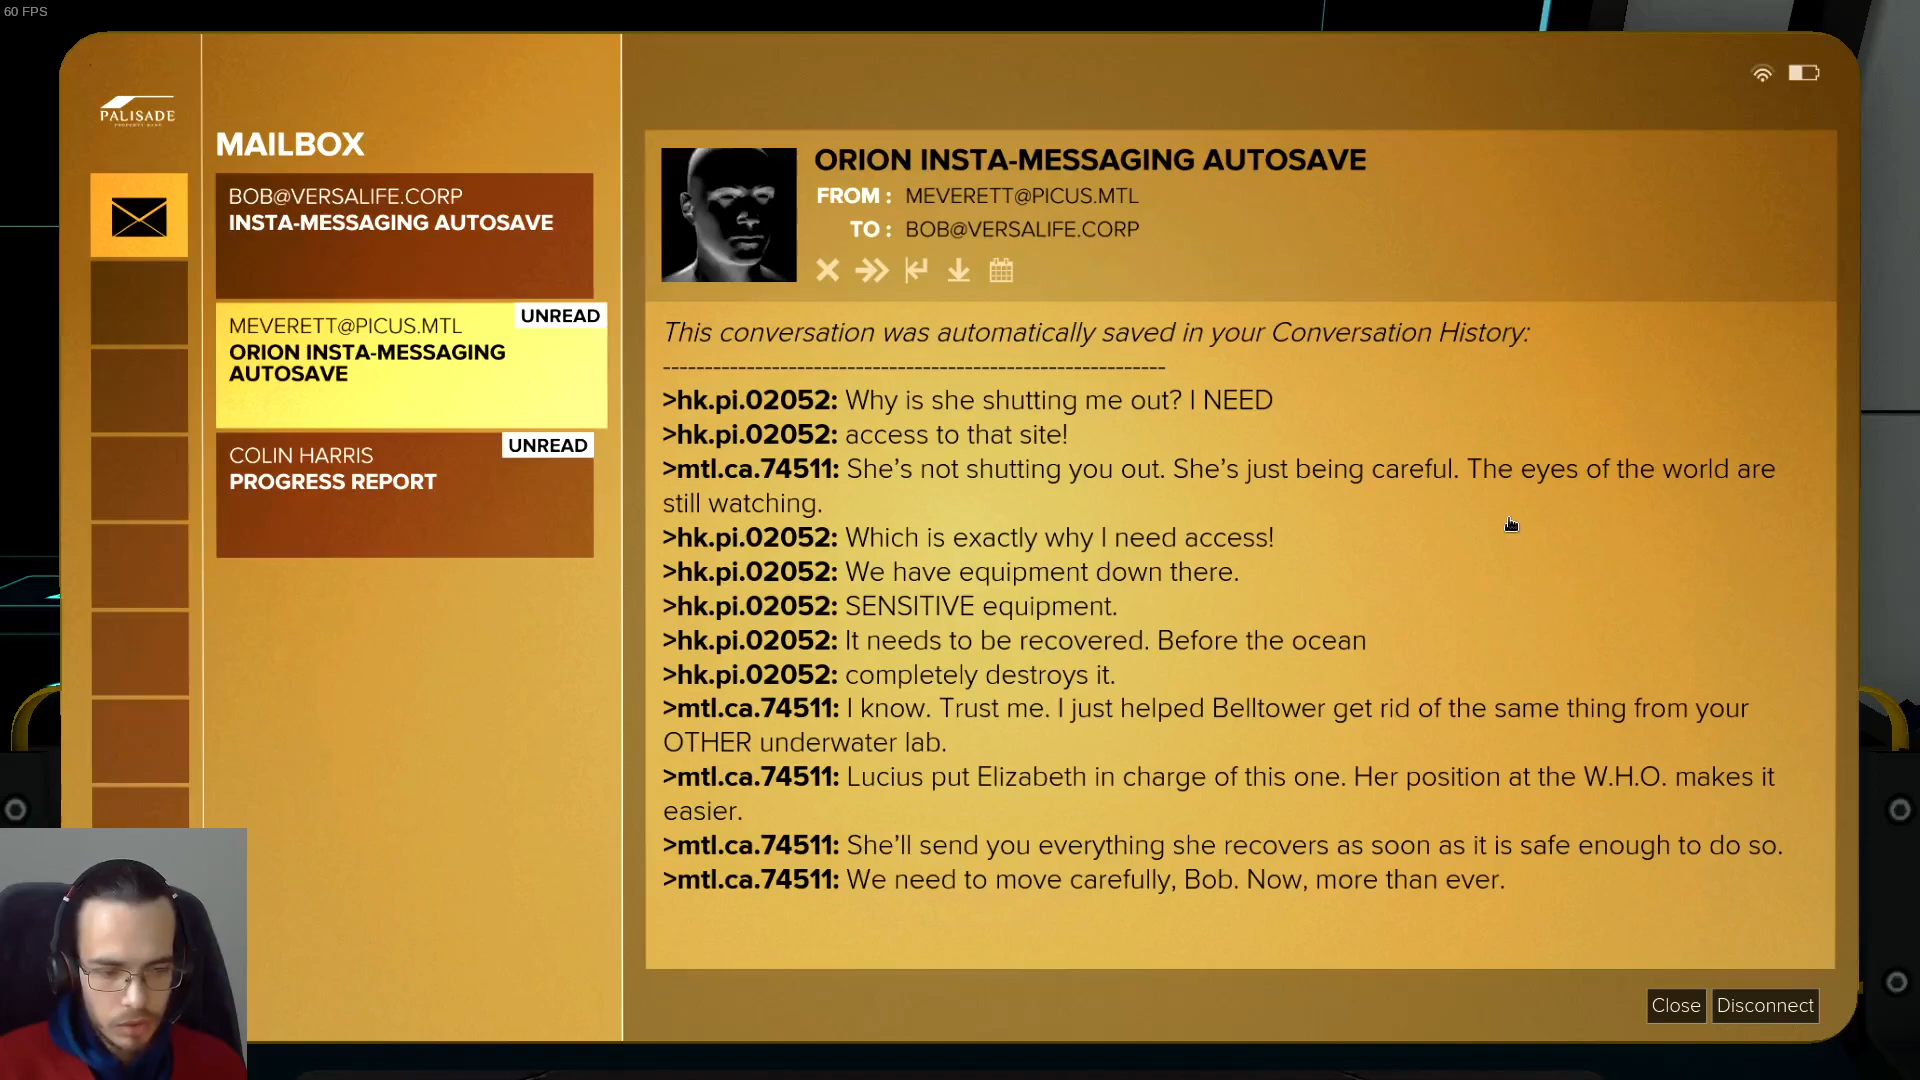 60 FPS
PALISADE
MAILBOX
BOB@VERSALIFE.CORP
INSTA-MESSAGING AUTOSAVE
UNREAD
MEVERETT@PICUS.MTL
ORION INSTA-MESSAGING
AUTOSAVE
UNREAD
COLIN HARRIS
PROGRESS REPORT
ORION INSTA-MESSAGING AUTOSAVE
FROM : MEVERETT@PICUS.MTL
TO : BOB@VERSALIFE.CORP
This conversation was automatically saved in your Conversation History:
------------------------------------------------------------
>hk.pi.02052: Why is she shutting me out? I NEED
>hk.pi.02052: access to that site!
>mtl.ca.74511: She's not shutting you out. She's just being careful. The eyes of the world are
still watching.
>hk.pi.02052: Which is exactly why I need access!
>hk.pi.02052: We have equipment down there.
>hk.pi.02052: SENSITIVE equipment.
>hk.pi.02052: It needs to be recovered. Before the ocean
>hk.pi.02052: completely destroys it.
>mtl.ca.74511: I know. Trust me. I just helped Belltower get rid of the same thing from your
OTHER underwater lab.
>mtl.ca.74511: Lucius put Elizabeth in charge of this one. Her position at the W.H.O. makes it
easier.
>mtl.ca.74511: She'll send you everything she recovers as soon as it is safe enough to do so.
>mtl.ca.74511: We need to move carefully, Bob. Now, more than ever.
Close
Disconnect